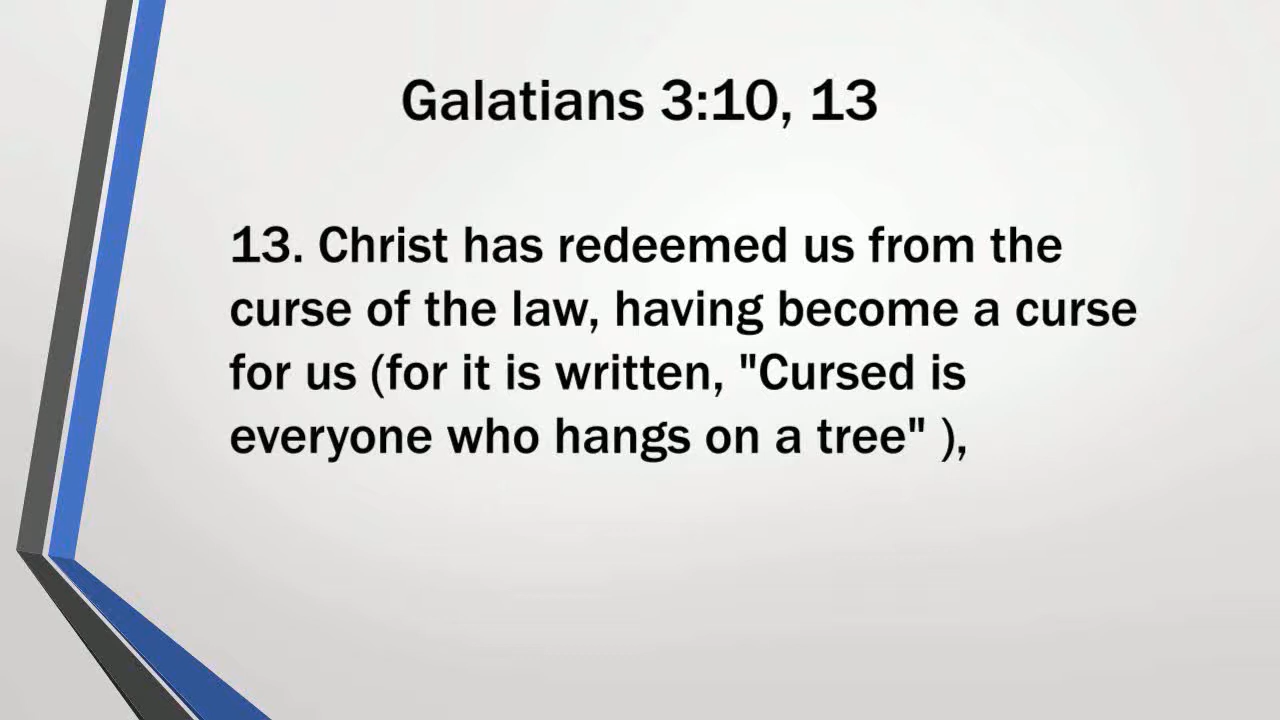 Galatians 3:10, 13
13. Christ has redeemed us from the
curse of the law, having become a curse
for us (for it is written, "Cursed is
everyone who hangs on a tree" ),